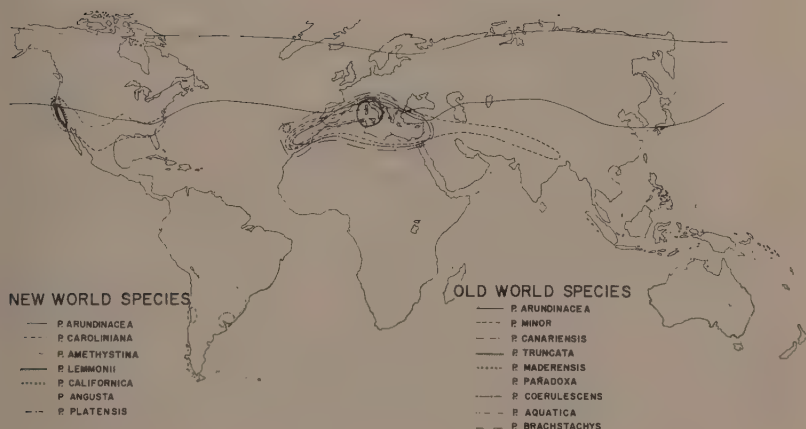 NEW WORLD SPECIES
P. ARUNDINACEA
P. CAROLINIANA
P. AMETHYSTINA
P. LEMMONII
P. CALIFORNICA
P. ANGUSTA
P. PLATENSIS
OLD WORLD SPECIES
P. ARUNDINACEA
P. MINOR
P. CANARIENSIS
P. TRUNCATA
P. MADERENSIS
P. PARADOXA
P. COERULESCENS
P. AQUATICA
P. BRACHSTACHYS